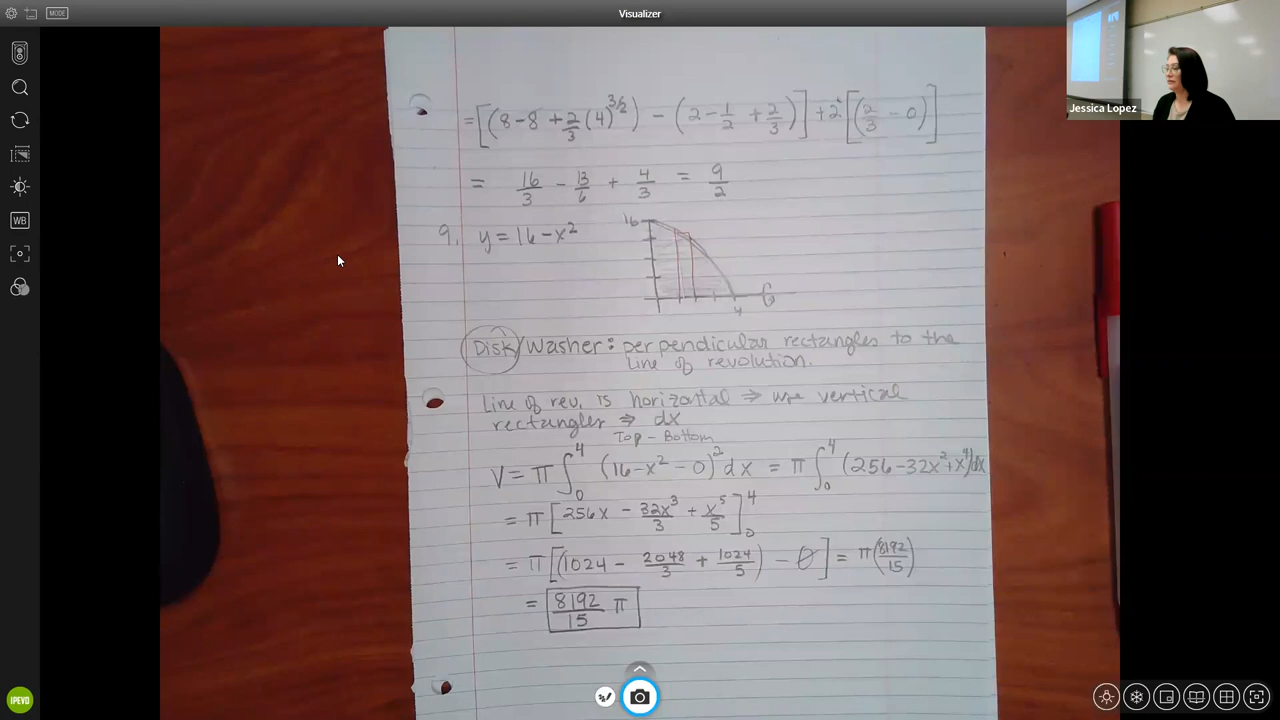 MODE
Visualizer
Jessica Lopez
WB
= [(8-8 + 2/3 (4)^3/2) - (2 - 1/2 + 2/3)] + 2 [(2/3 - 0)]
= 16/3 - 13/6 + 4/3 = 9/2
9. y = 16 - x²
16
4
Disk/Washer: perpendicular rectangles to the
line of revolution.
Line of rev. is horizontal ⇒ use vertical
rectangles ⇒ dx
Top - Bottom
V = π ∫₀⁴ (16 - x² - 0)² dx = π ∫₀⁴ (256 - 32x² + x⁴) dx
= π [256x - 32x³/3 + x⁵/5]₀⁴
= π [(1024 - 2048/3 + 1024/5) - 0] = π (8192/15)
= 8192/15 π
IPEVO